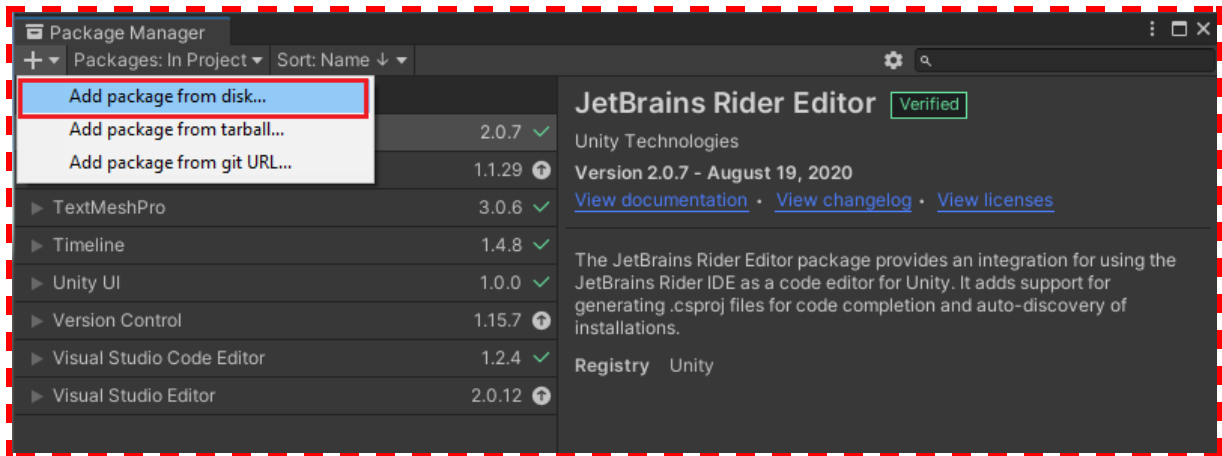 Package Manager
Packages: In Project Sort: Name ↓
Add package from disk...
Add package from tarball...
Add package from git URL...
2.0.7
1.1.29
TextMeshPro 3.0.6
Timeline 1.4.8
Unity UI 1.0.0
Version Control 1.15.7
Visual Studio Code Editor 1.2.4
Visual Studio Editor 2.0.12
JetBrains Rider Editor Verified
Unity Technologies
Version 2.0.7 - August 19, 2020
View documentation • View changelog • View licenses
The JetBrains Rider Editor package provides an integration for using the
JetBrains Rider IDE as a code editor for Unity. It adds support for
generating .csproj files for code completion and auto-discovery of
installations.
Registry Unity